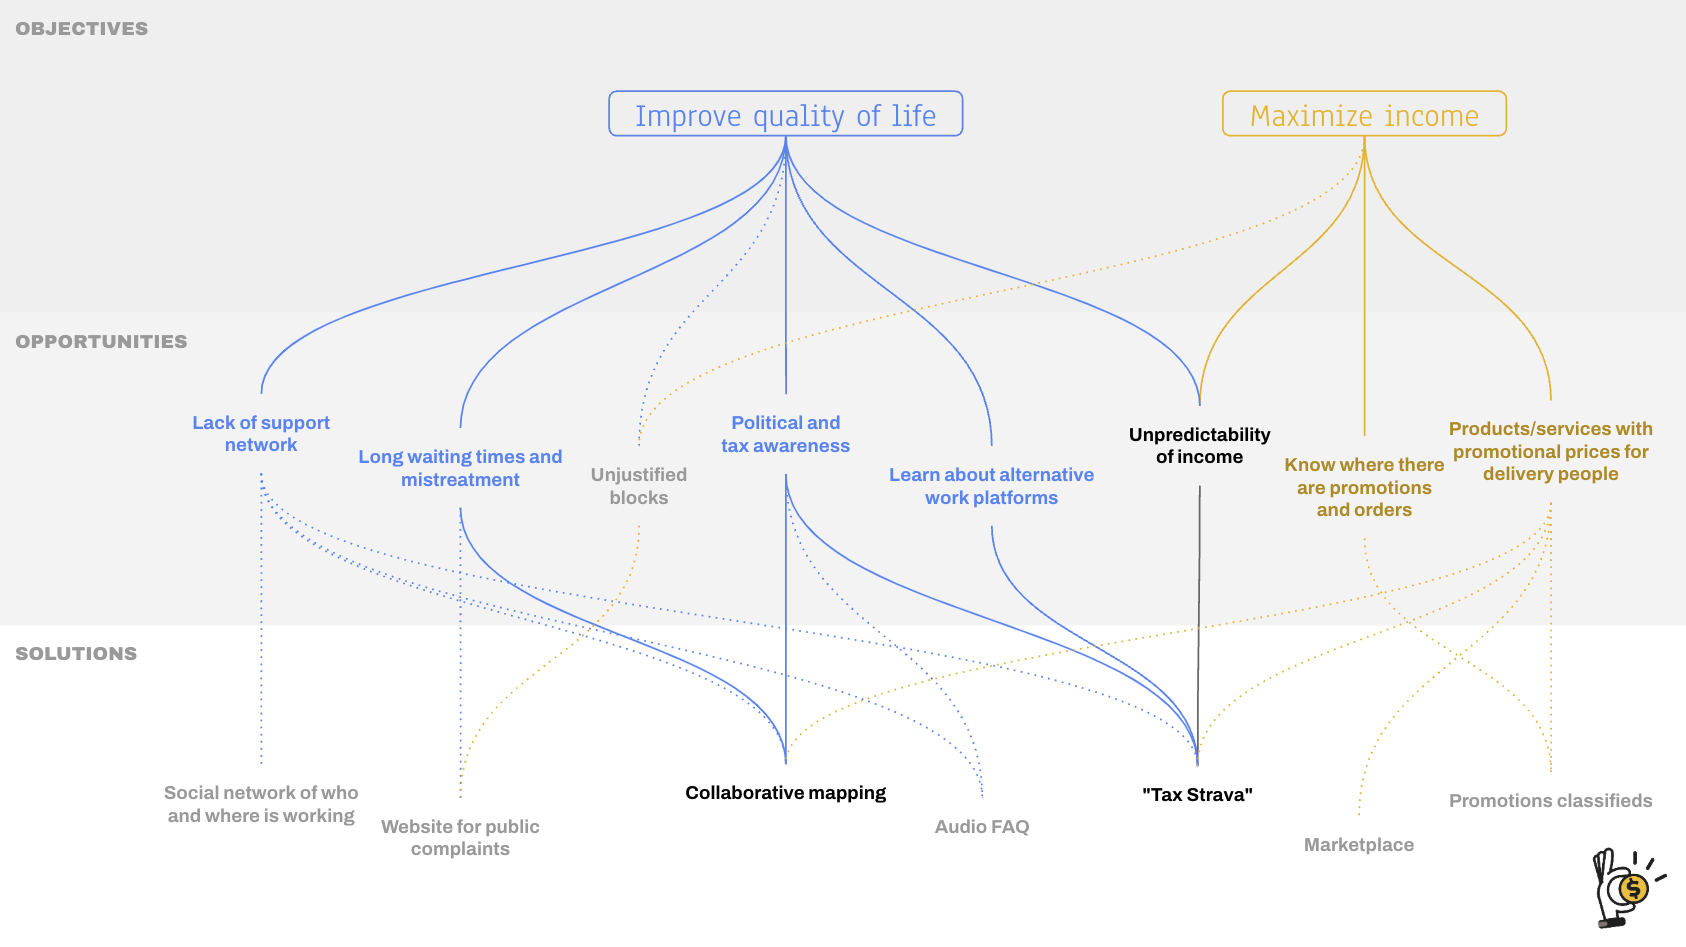 OBJECTIVES
Improve quality of life
Maximize income
OPPORTUNITIES
Lack of support
network
Long waiting times and
mistreatment
Unjustified
blocks
Political and
tax awareness
Learn about alternative
work platforms
Unpredictability
of income
Know where there
are promotions
and orders
Products/services with
promotional prices for
delivery people
SOLUTIONS
Social network of who
and where is working
Website for public
complaints
Collaborative mapping
Audio FAQ
"Tax Strava"
Marketplace
Promotions classifieds
$